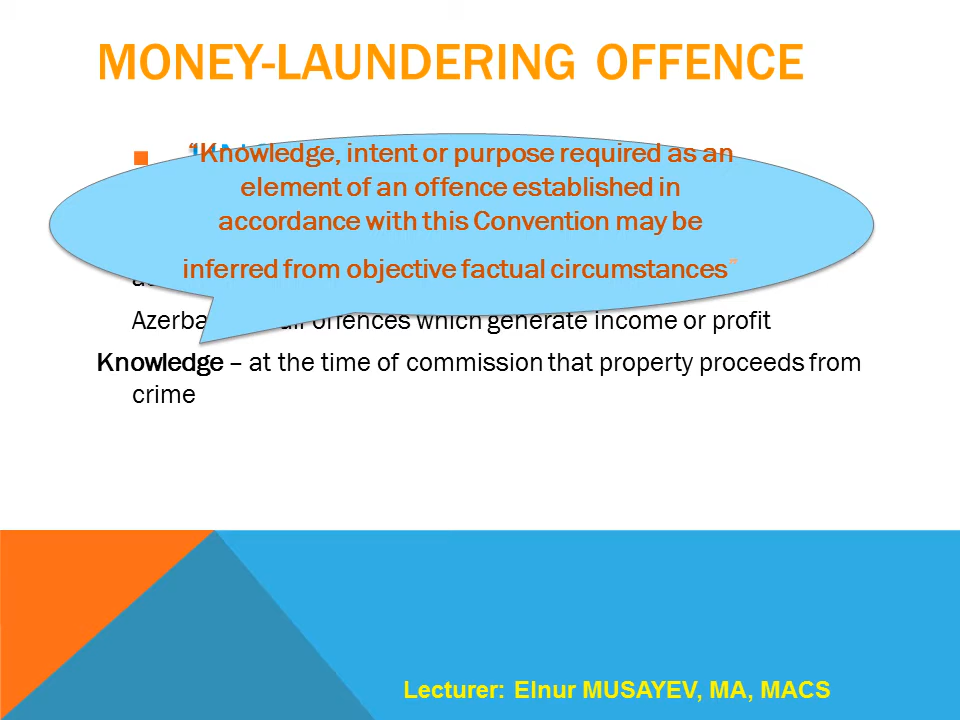 MONEY-LAUNDERING OFFENCE
“Knowledge, intent or purpose required as an
element of an offence established in
accordance with this Convention may be
inferred from objective factual circumstances”
offences which generate income or profit
Knowledge – at the time of commission that property proceeds from
crime
Lecturer: Elnur MUSAYEV, MA, MACS